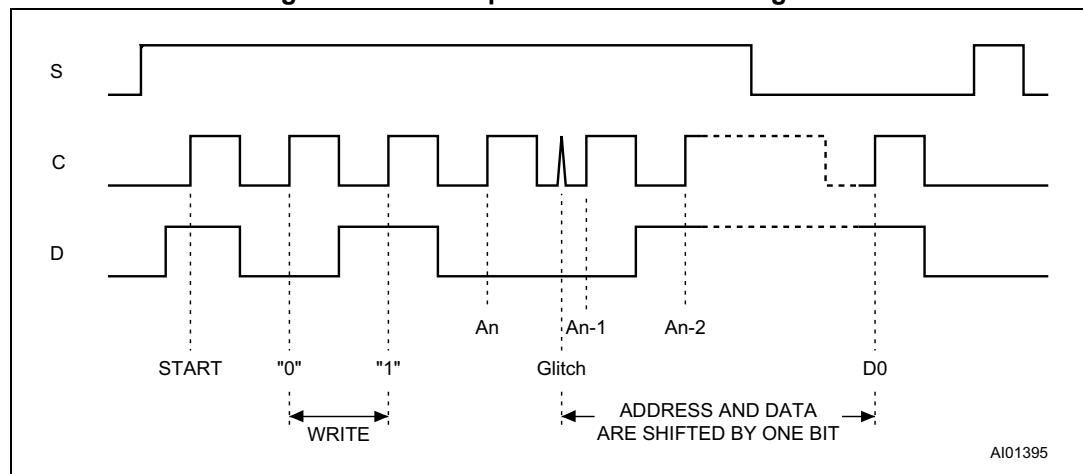 S
C
D
An
An-1
An-2
START
"0"
"1"
Glitch
D0
WRITE
ADDRESS AND DATA
ARE SHIFTED BY ONE BIT
AI01395